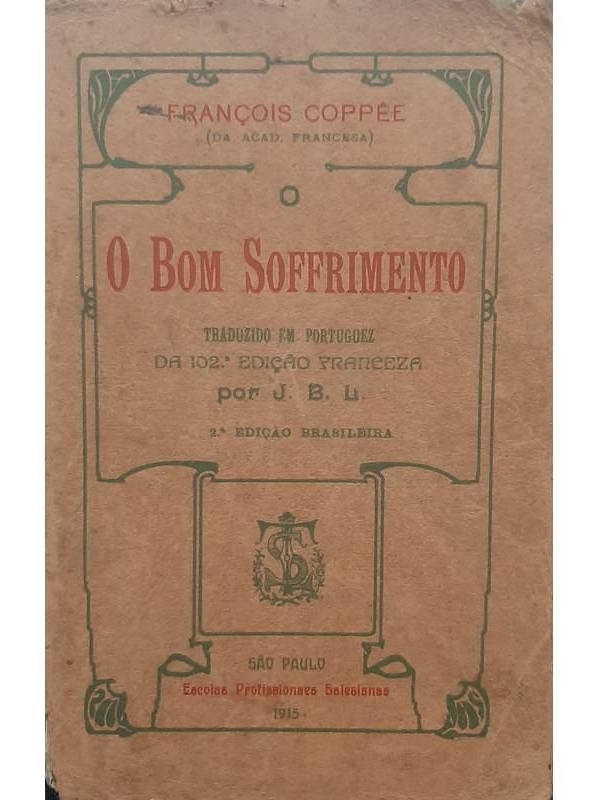 FRANÇOIS COPPÉE
(DA ACAD. FRANCESA)
O BOM SOFFRIMENTO
TRADUZIDO EM PORTUGUEZ
DA 102.ª EDIÇÃO FRANCEZA
por J. B. L.
2.ª EDIÇÃO BRASILEIRA
SÃO PAULO
Escolas Profissionaes Salesianas
1915